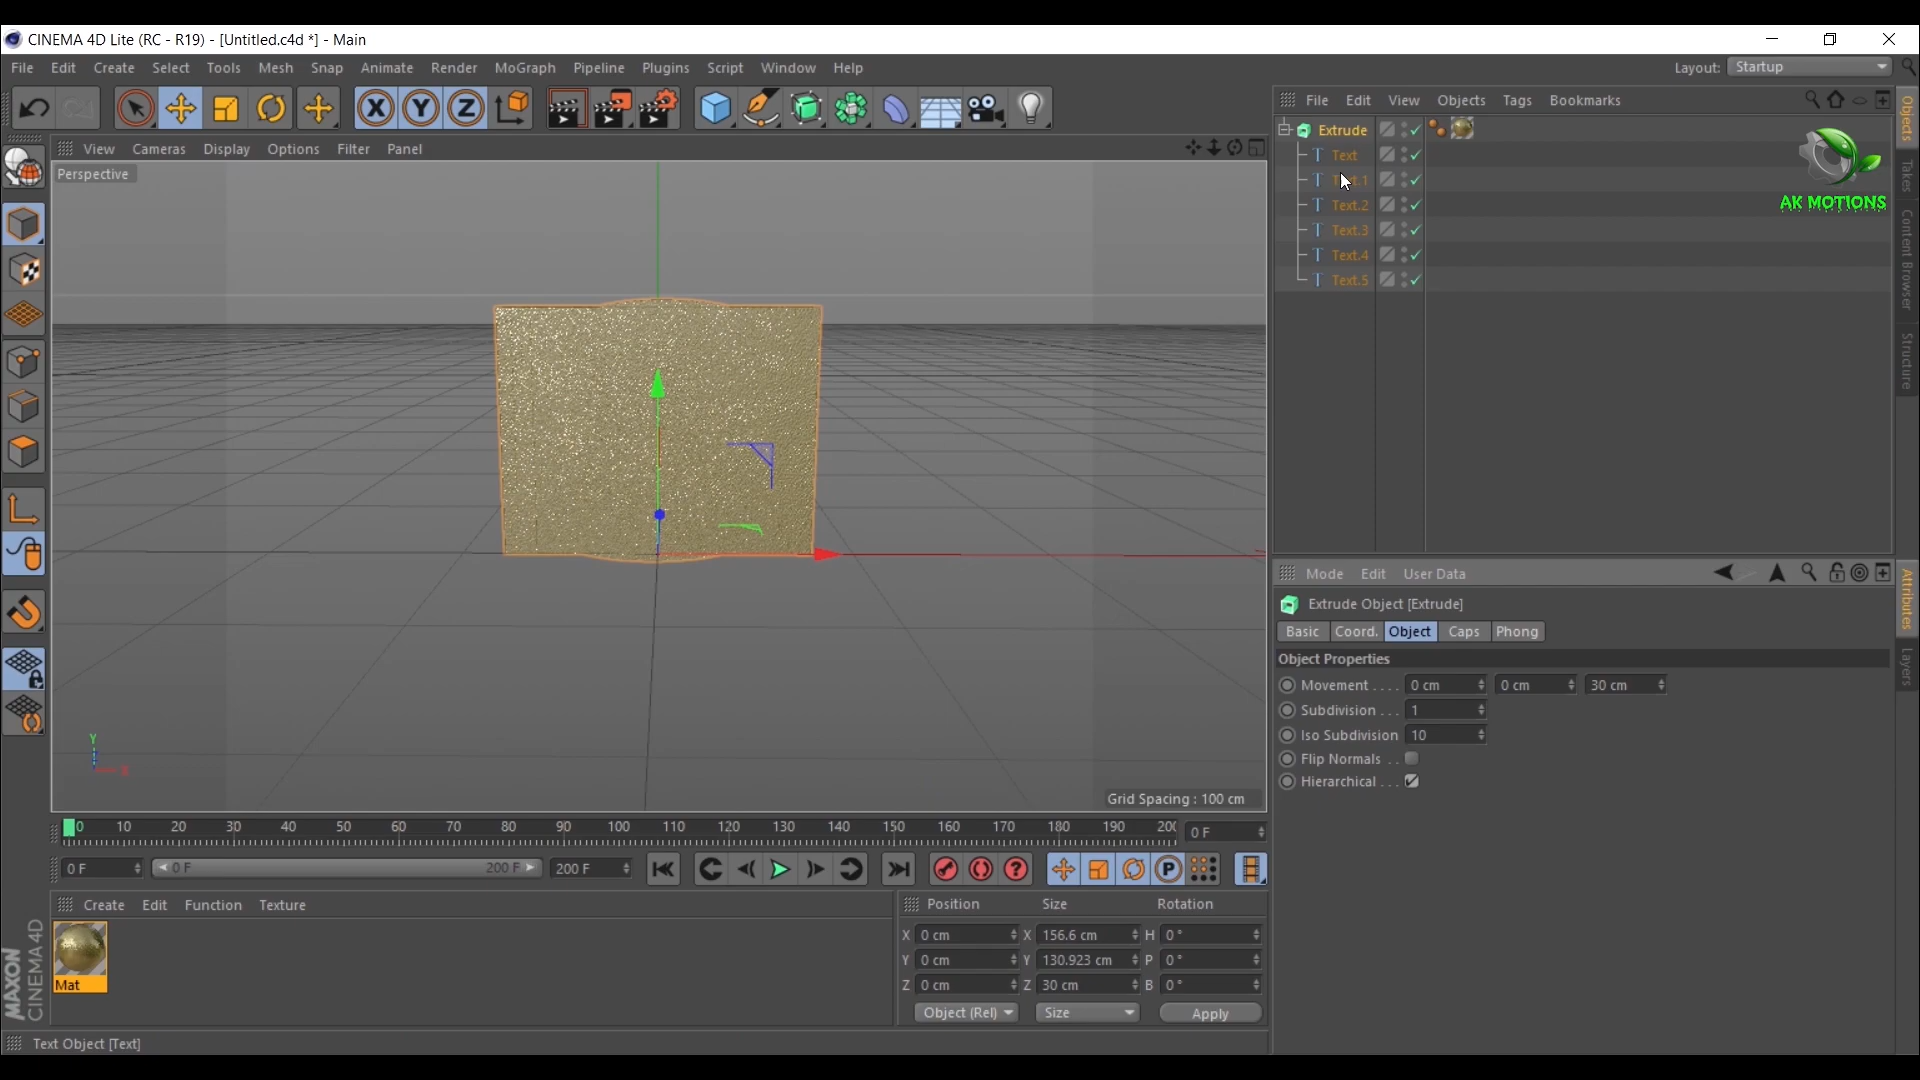 CINEMA 4D Lite (RC - R19) - [Untitled.c4d *] - Main
File Edit Create Select Tools Mesh Snap Animate Render MoGraph Pipeline Plugins Script Window Help
Layout: Startup
X Y Z
View Cameras Display Options Filter Panel
Perspective
Y
X
Grid Spacing : 100 cm
File Edit View Objects Tags Bookmarks
Extrude
Text
Text.2
Text.3
Text.4
Text.5
AK MOTIONS
Objects
Takes
Content Browser
Structure
Mode Edit User Data
Extrude Object [Extrude]
Basic Coord. Object Caps Phong
Object Properties
Movement . . . . 0 cm 0 cm 30 cm
Subdivision . . . 1
Iso Subdivision 10
Flip Normals . .
Hierarchical . . .
Attributes
Layers
0 10 20 30 40 50 60 70 80 90 100 110 120 130 140 150 160 170 180 190 200
0 F
0 F 0 F 200 F 200 F
P
Create Edit Function Texture
Mat
MAXON
CINEMA 4D
Position Size Rotation
X 0 cm X 156.6 cm H 0 °
Y 0 cm Y 130.923 cm P 0 °
Z 0 cm Z 30 cm B 0 °
Object (Rel) Size Apply
Text Object [Text]